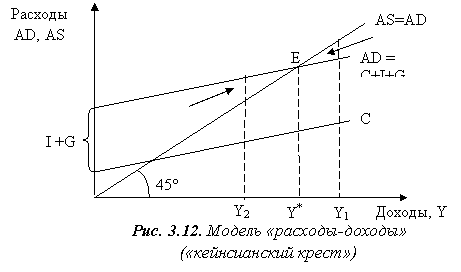 Расходы
AD, AS
AS=AD
E
AD =
C+I+G
C
I +G
45°
Y2
Y*
Y1
Доходы, Y
Рис. 3.12. Модель «расходы-доходы»
(«кейнсианский крест»)